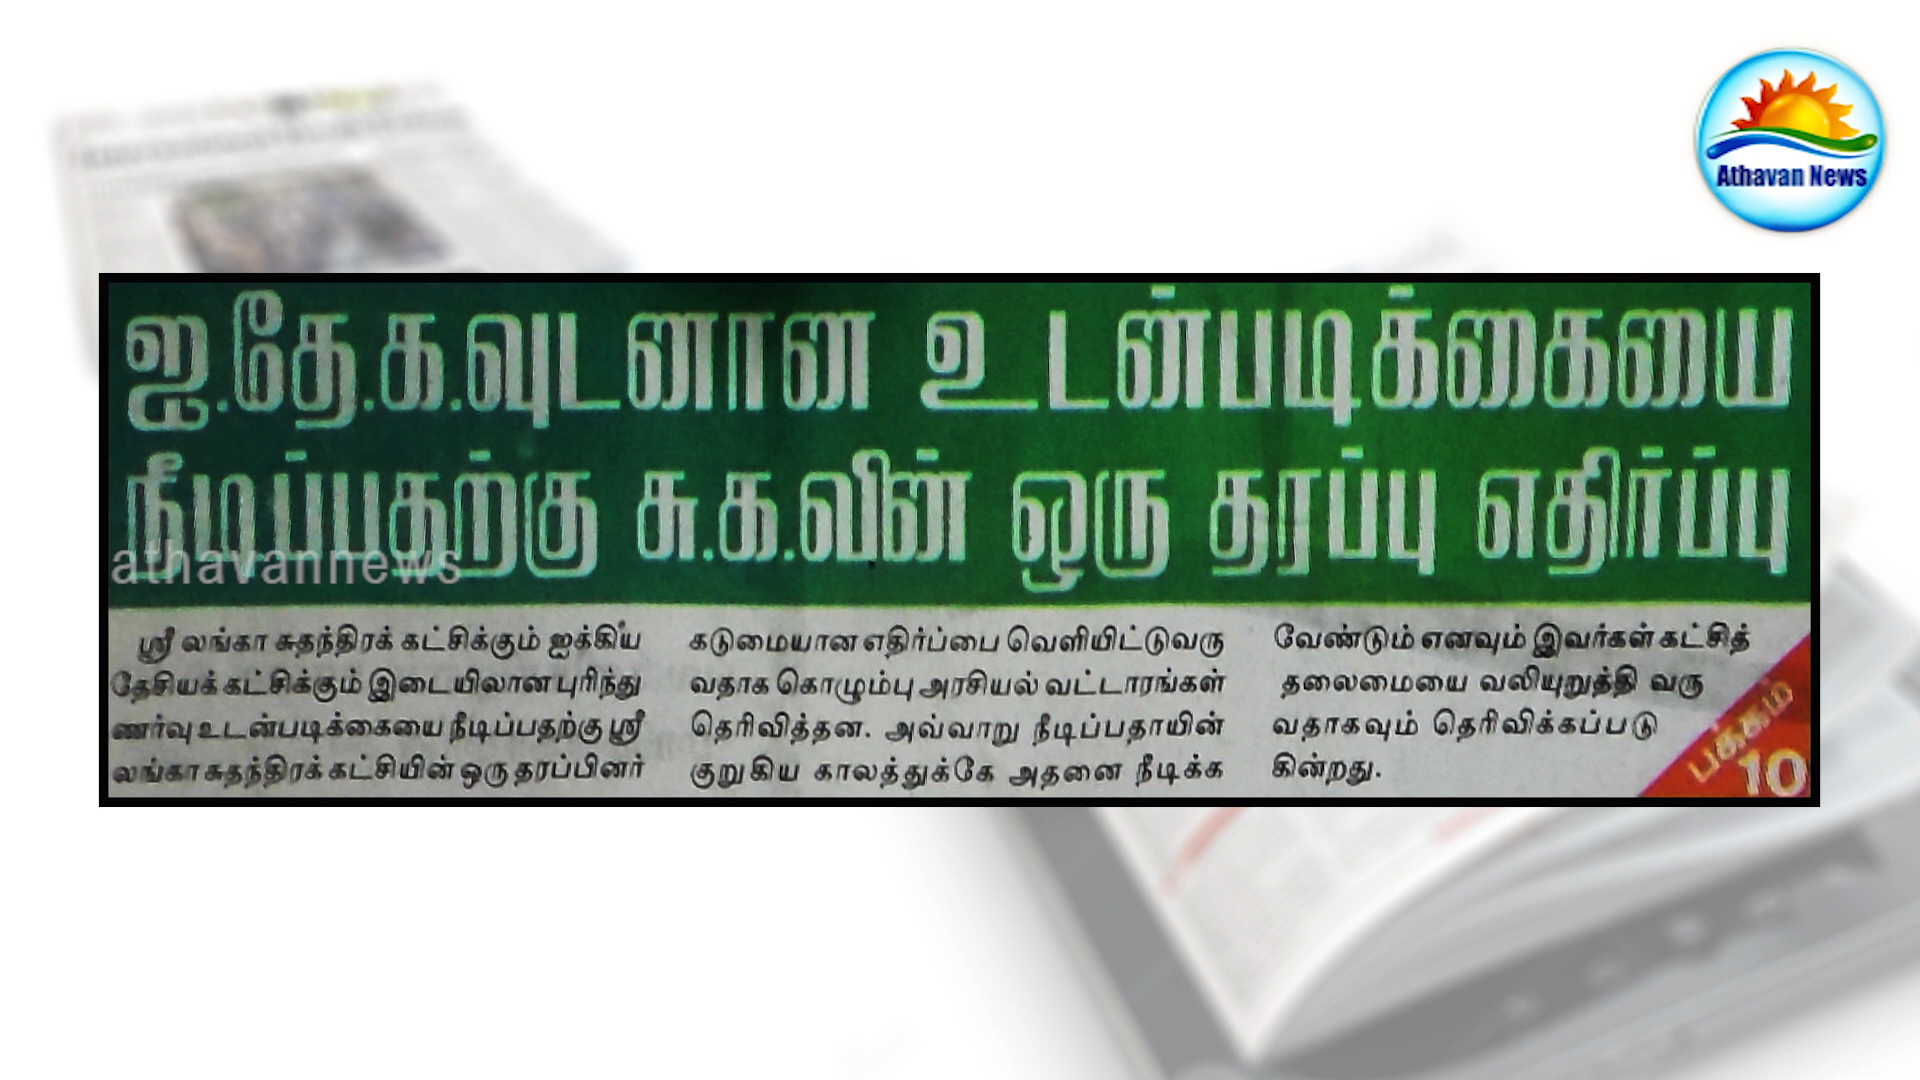 Athavan News
ஐ.தே.க.வுடனான உடன்படிக்கையை
நீடிப்பதற்கு சு.க.வின் ஒரு தரப்பு எதிர்ப்பு
athavannews
ஸ்ரீ லங்கா சுதந்திரக் கட்சிக்கும் ஐக்கிய
தேசியக் கட்சிக்கும் இடையிலான புரிந்து
ணர்வு உடன்படிக்கையை நீடிப்பதற்கு ஸ்ரீ
லங்கா சுதந்திரக் கட்சியின் ஒரு தரப்பினர்
கடுமையான எதிர்ப்பை வெளியிட்டுவரு
வதாக கொழும்பு அரசியல் வட்டாரங்கள்
தெரிவித்தன. அவ்வாறு நீடிப்பதாயின்
குறுகிய காலத்துக்கே அதனை நீடிக்க
வேண்டும் எனவும் இவர்கள் கட்சித்
தலைமையை வலியுறுத்தி வரு
வதாகவும் தெரிவிக்கப்படு
கின்றது.
பக்கம்
10